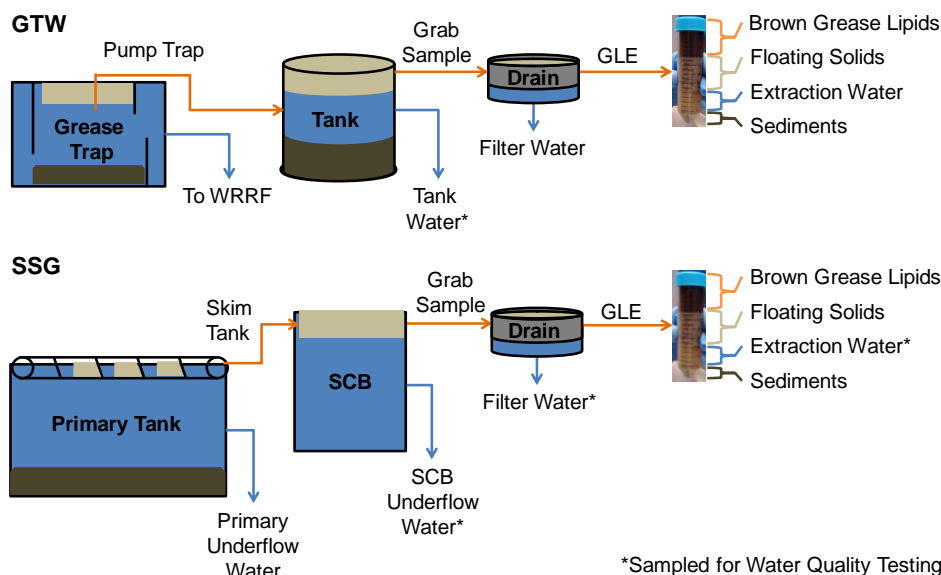 GTW
Pump Trap
Grab
Sample
GLE
Brown Grease Lipids
Floating Solids
Extraction Water
Sediments
Grease
Trap
Tank
Drain
Filter Water
To WRRF
Tank
Water*
SSG
Skim
Tank
Grab
Sample
GLE
Brown Grease Lipids
Floating Solids
Extraction Water*
Sediments
Primary Tank
SCB
Drain
Filter Water*
SCB
Underflow
Water*
Primary
Underflow
Water
*Sampled for Water Quality Testing